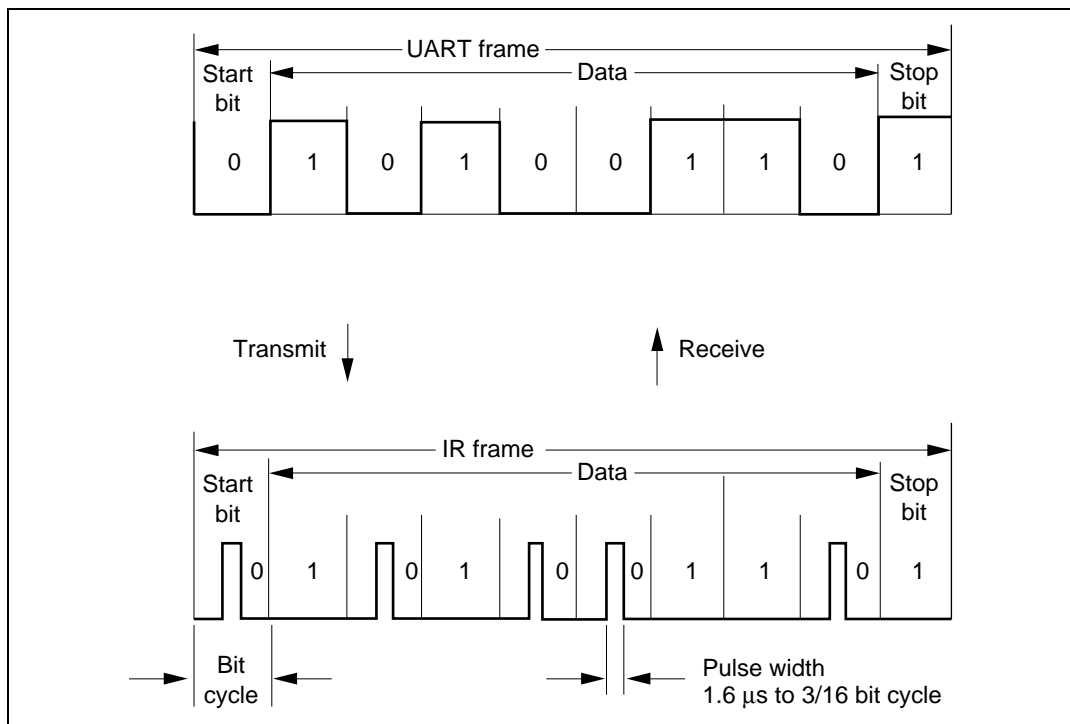 UART frame
Start bit
Data
Stop bit
0 1 0 1 0 0 1 1 0 1
Transmit
Receive
IR frame
Start bit
Data
Stop bit
0 1 0 1 0 0 1 1 0 1
Bit cycle
Pulse width
1.6 μs to 3/16 bit cycle